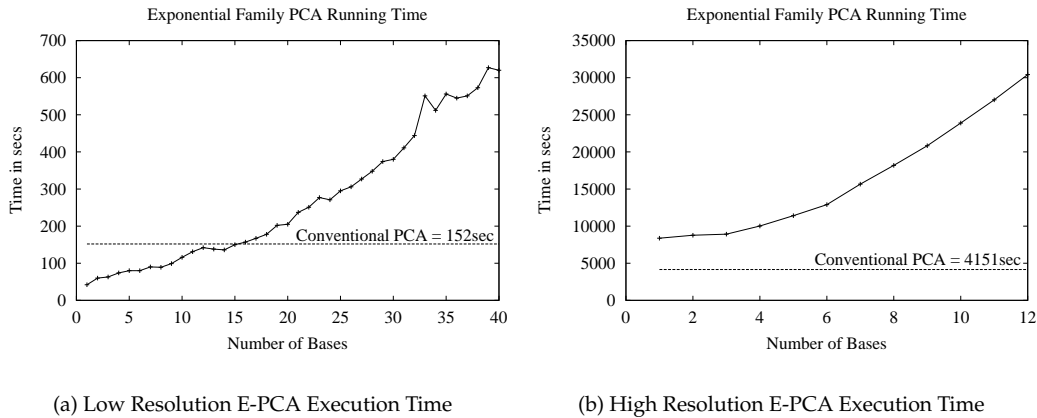 Exponential Family PCA Running Time
700
600
500
400
300
200
100
0
Time in secs
Conventional PCA = 152sec
0 5 10 15 20 25 30 35 40
Number of Bases
(a) Low Resolution E-PCA Execution Time
Exponential Family PCA Running Time
35000
30000
25000
20000
15000
10000
5000
0
Time in secs
Conventional PCA = 4151sec
0 2 4 6 8 10 12
Number of Bases
(b) High Resolution E-PCA Execution Time